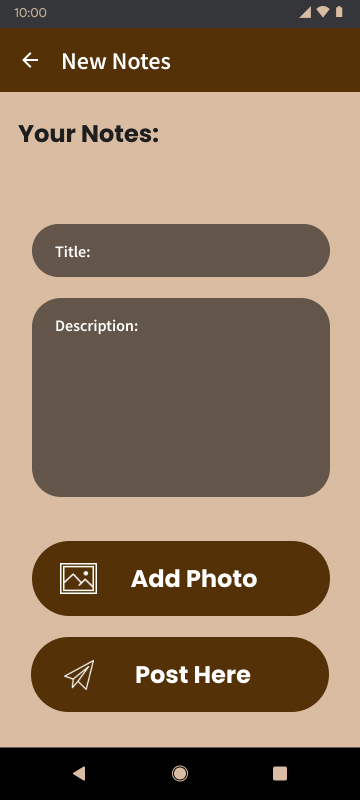 10:00
New Notes
Your Notes:
Title:
Description:
Add Photo
Post Here